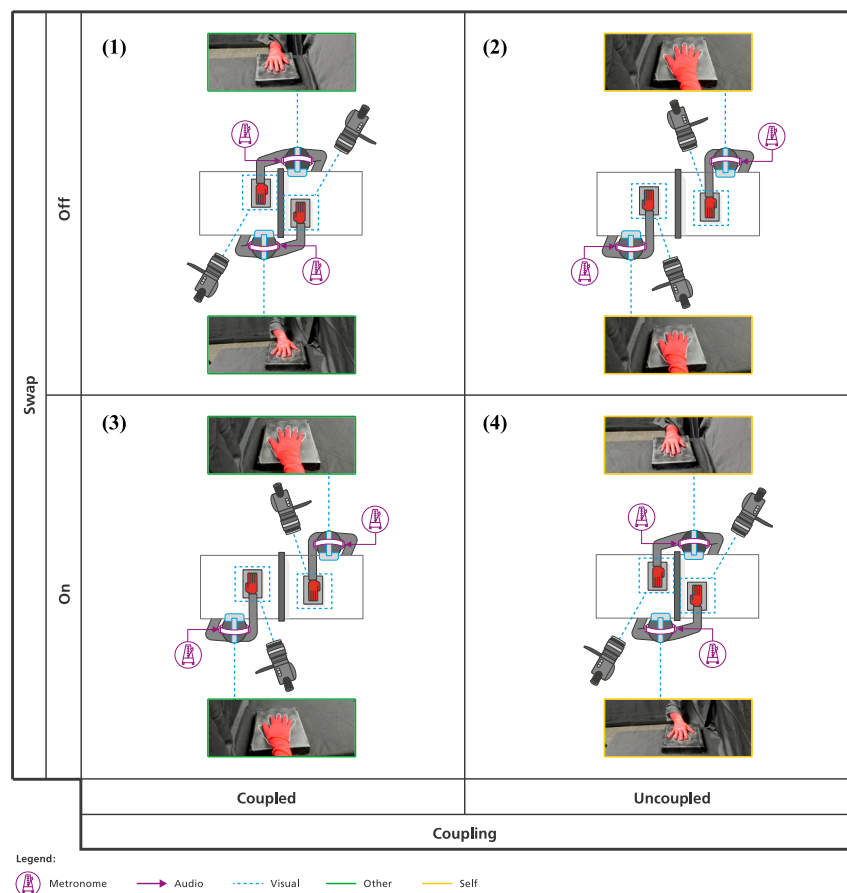 (1)
(2)
Off
Swap
(3)
(4)
On
Coupled
Uncoupled
Coupling
Legend:
Metronome
Audio
Visual
Other
Self